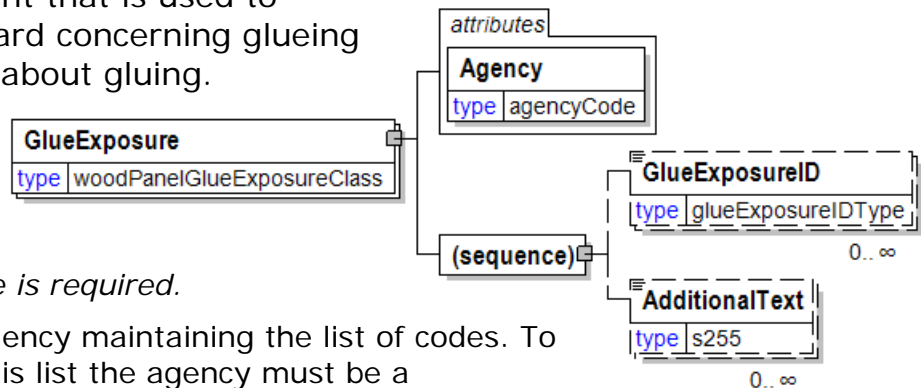 ent that is used to
ard concerning glueing
about gluing.
attributes
Agency
type agencyCode
GlueExposure
type woodPanelGlueExposureClass
GlueExposureID
type glueExposureIDType
0.. ∞
(sequence)
e is required.
AdditionalText
type s255
0.. ∞
ency maintaining the list of codes. To
is list the agency must be a